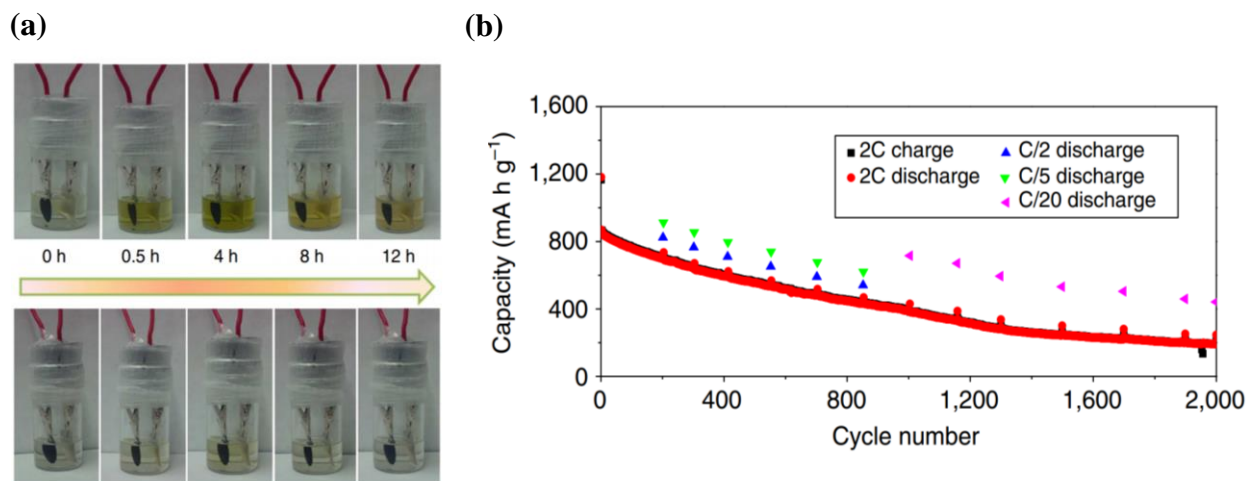 (a)
(b)
0 h 0.5 h 4 h 8 h 12 h
1,600
1,200
800
400
0
Capacity (mA h g⁻¹)
2C charge
2C discharge
C/2 discharge
C/5 discharge
C/20 discharge
0 400 800 1,200 1,600 2,000
Cycle number